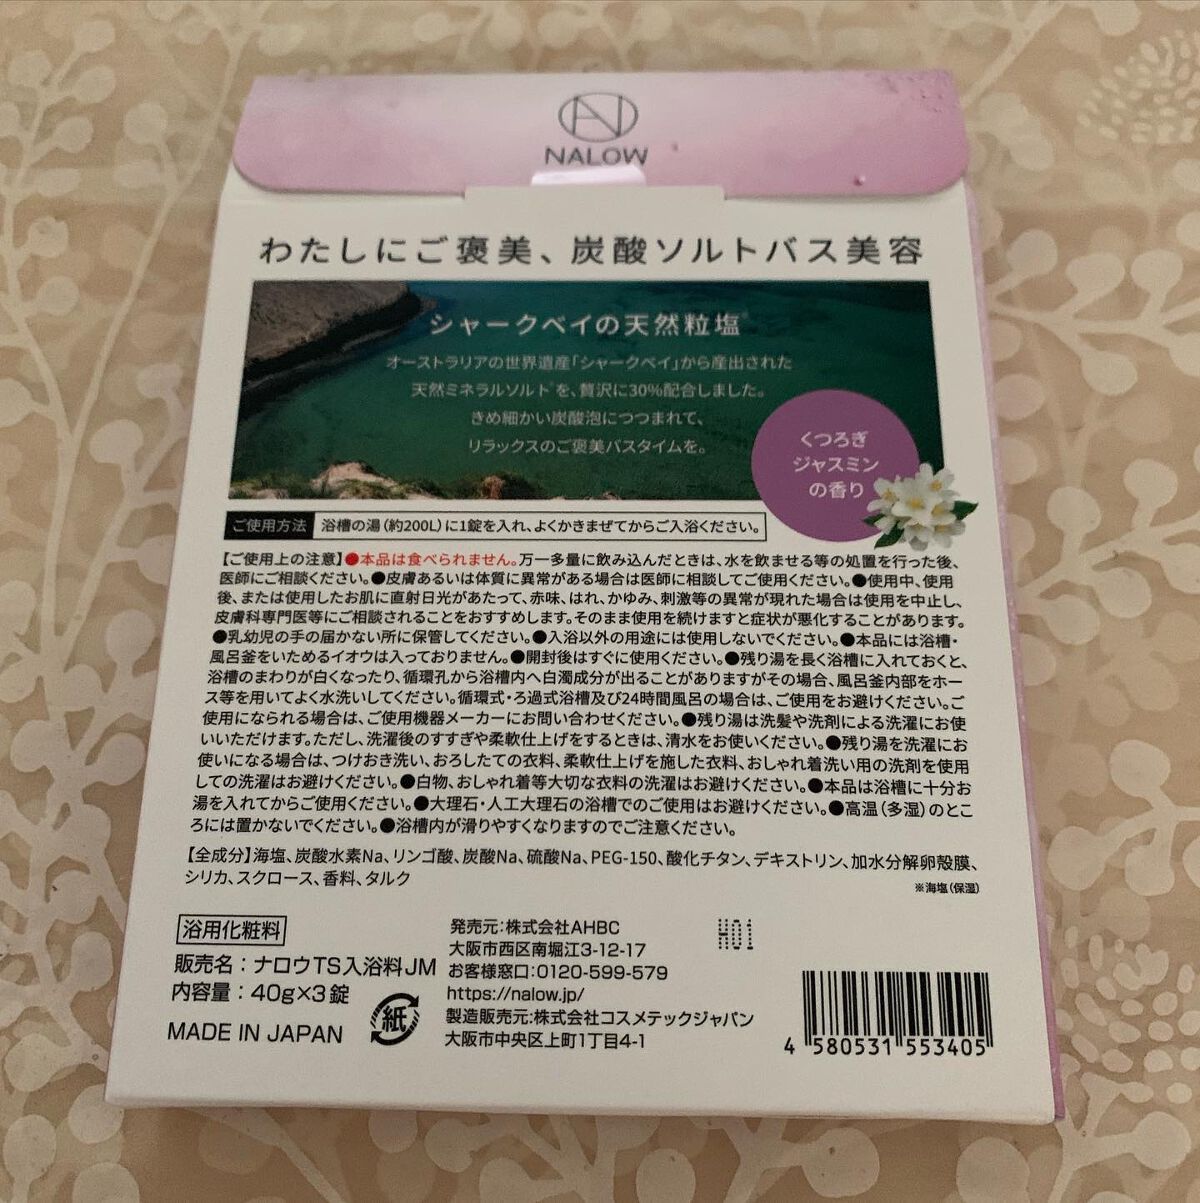 NALOW
わたしにご褒美、炭酸ソルトバス美容
シャークベイの天然粒塩※
オーストラリアの世界遺産「シャークベイ」から産出された
天然ミネラルソルト※を、贅沢に30%配合しました。
きめ細かい炭酸泡につつまれて、
リラックスのご褒美バスタイムを。
くつろぎ
ジャスミン
の香り
ご使用方法 浴槽の湯(約200L)に1錠を入れ、よくかきまぜてからご入浴ください。
【ご使用上の注意】●本品は食べられません。万一多量に飲み込んだときは、水を飲ませる等の処置を行った後、
医師にご相談ください。●皮膚あるいは体質に異常がある場合は医師に相談してご使用ください。●使用中、使用
後、または使用したお肌に直射日光があたって、赤味、はれ、かゆみ、刺激等の異常が現れた場合は使用を中止し、
皮膚科専門医等にご相談されることをおすすめします。そのまま使用を続けますと症状が悪化することがあります。
●乳幼児の手の届かない所に保管してください。●入浴以外の用途には使用しないでください。●本品には浴槽・
風呂釜をいためるイオウは入っておりません。●開封後はすぐに使用ください。●残り湯を長く浴槽に入れておくと、
浴槽のまわりが白くなったり、循環孔から浴槽内へ白濁成分が出ることがありますがその場合、風呂釜内部をホー
ス等を用いてよく水洗いしてください。循環式・ろ過式浴槽及び24時間風呂の場合は、ご使用をお避けください。ご
使用になられる場合は、ご使用機器メーカーにお問い合わせください。●残り湯は洗髪や洗剤による洗濯にお使
いいただけます。ただし、洗濯後のすすぎや柔軟仕上げをするときは、清水をお使いください。●残り湯を洗濯にお
使いになる場合は、つけおき洗い、おろしたての衣料、柔軟仕上げを施した衣料、おしゃれ着洗い用の洗剤を使用
しての洗濯はお避けください。●白物、おしゃれ着等大切な衣料の洗濯はお避けください。●本品は浴槽に十分お
湯を入れてからご使用ください。●大理石・人工大理石の浴槽でのご使用はお避けください。●高温(多湿)のとこ
ろには置かないでください。●浴槽内が滑りやすくなりますのでご注意ください。
【全成分】海塩、炭酸水素Na、リンゴ酸、炭酸Na、硫酸Na、PEG-150、酸化チタン、デキストリン、加水分解卵殻膜、
シリカ、スクロース、香料、タルク
※海塩(保湿)
浴用化粧料
販売名：ナロウTS入浴料JM
内容量：40g×3錠
MADE IN JAPAN
紙
発売元：株式会社AHBC
大阪市西区南堀江3-12-17
お客様窓口：0120-599-579
https://nalow.jp/
製造販売元：株式会社コスメテックジャパン
大阪市中央区上町1丁目4-1
H01
4 580531 553405